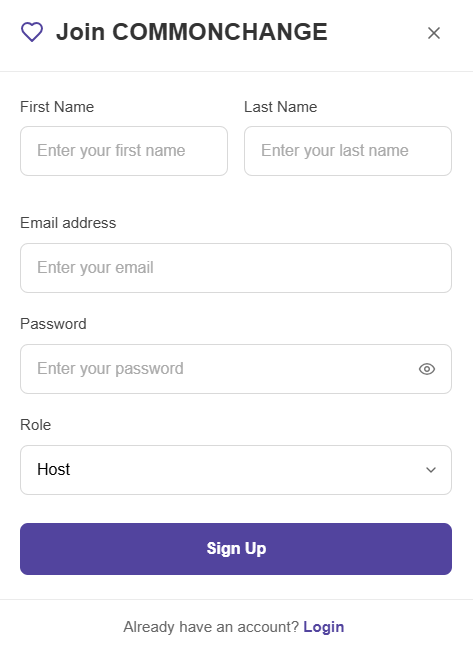 Join COMMONCHANGE
First Name Last Name
Enter your first name Enter your last name
Email address
Enter your email
Password
Enter your password
Role
Host
Sign Up
Already have an account? Login